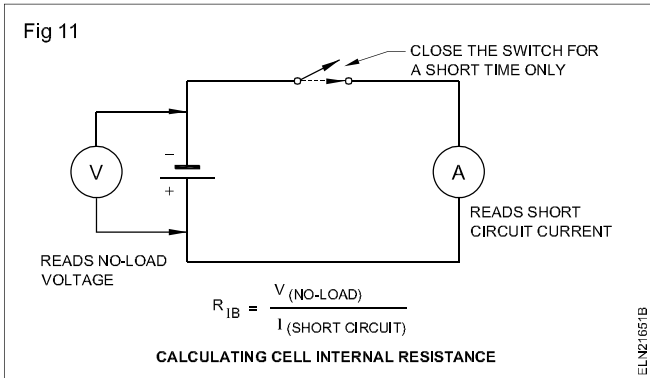 Fig 11
CLOSE THE SWITCH FOR
A SHORT TIME ONLY
V
−
+
A
READS SHORT
CIRCUIT CURRENT
READS NO-LOAD
VOLTAGE
R IB = V (NO-LOAD)
I (SHORT CIRCUIT)
CALCULATING CELL INTERNAL RESISTANCE
ELN21651B